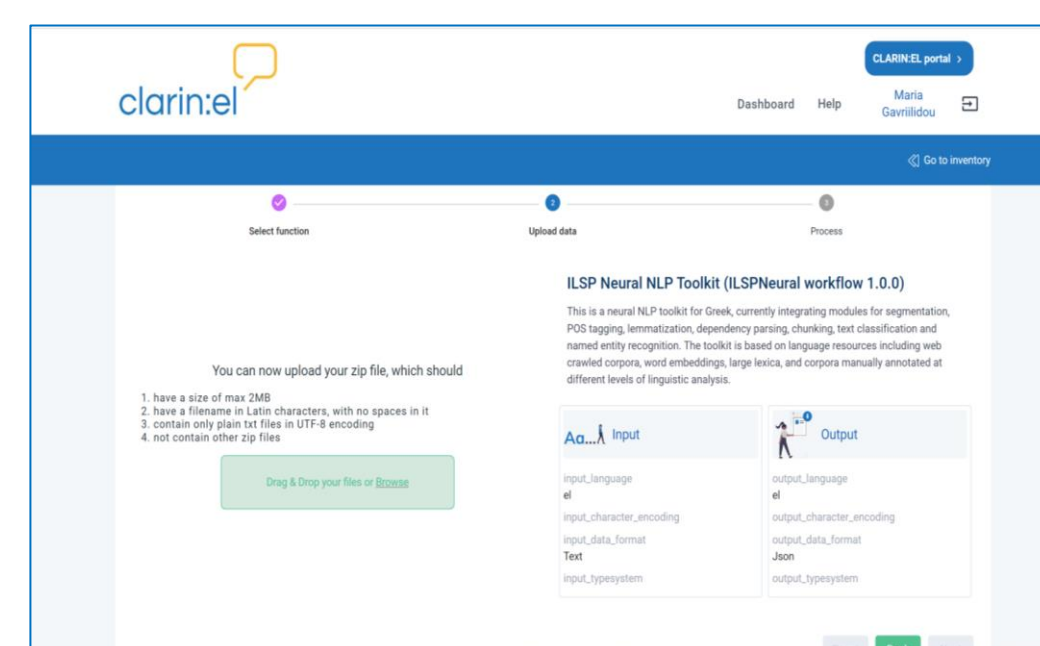 clarin:el
CLARIN:EL portal >
Dashboard Help Maria Gavriilidou
Go to inventory
2
3
Select function
Upload data
Process
You can now upload your zip file, which should
1. have a size of max 2MB
2. have a filename in Latin characters, with no spaces in it
3. contain only plain txt files in UTF-8 encoding
4. not contain other zip files
Drag & Drop your files or Browse
ILSP Neural NLP Toolkit (ILSPNeural workflow 1.0.0)
This is a neural NLP toolkit for Greek, currently integrating modules for segmentation,
POS tagging, lemmatization, dependency parsing, chunking, text classification and
named entity recognition. The toolkit is based on language resources including web
crawled corpora, word embeddings, large lexica, and corpora manually annotated at
different levels of linguistic analysis.
Aa... Input
input_language
el
input_character_encoding
input_data_format
Text
input_typesystem
Output
output_language
el
output_character_encoding
output_data_format
Json
output_typesystem